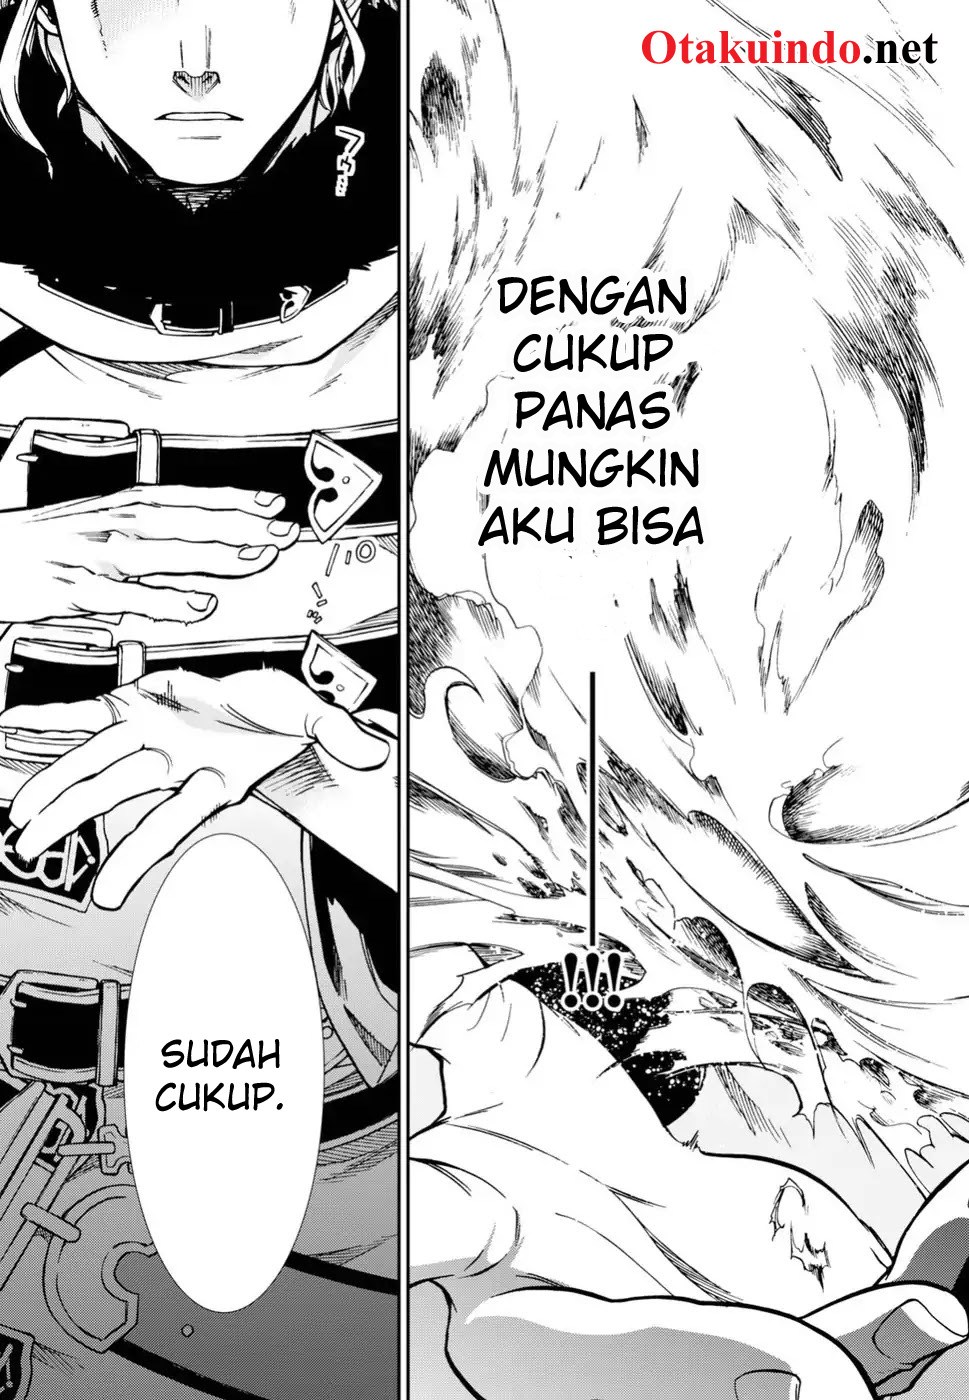 Otakuindo.net
DENGAN
CUKUP
PANAS
MUNGKIN
AKU BISA
!!!
SUDAH
CUKUP.